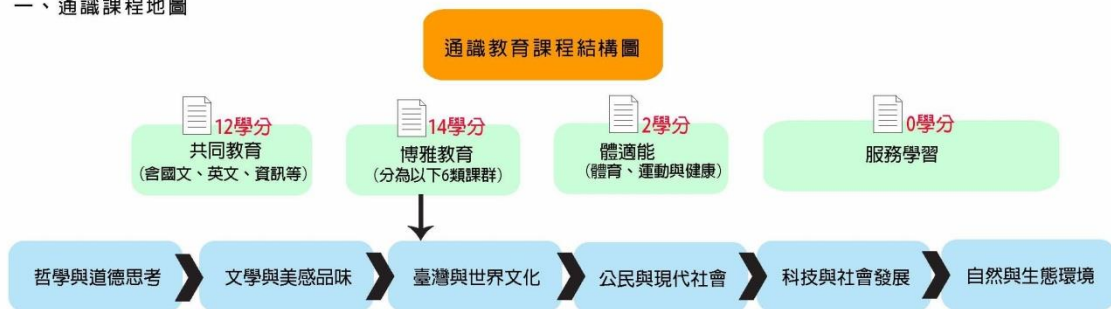 一、通識課程地圖
通識教育課程結構圖
12學分
共同教育
(含國文、英文、資訊等)
14學分
博雅教育
(分為以下6類課群)
2學分
體適能
(體育、運動與健康)
0學分
服務學習
哲學與道德思考
文學與美感品味
臺灣與世界文化
公民與現代社會
科技與社會發展
自然與生態環境